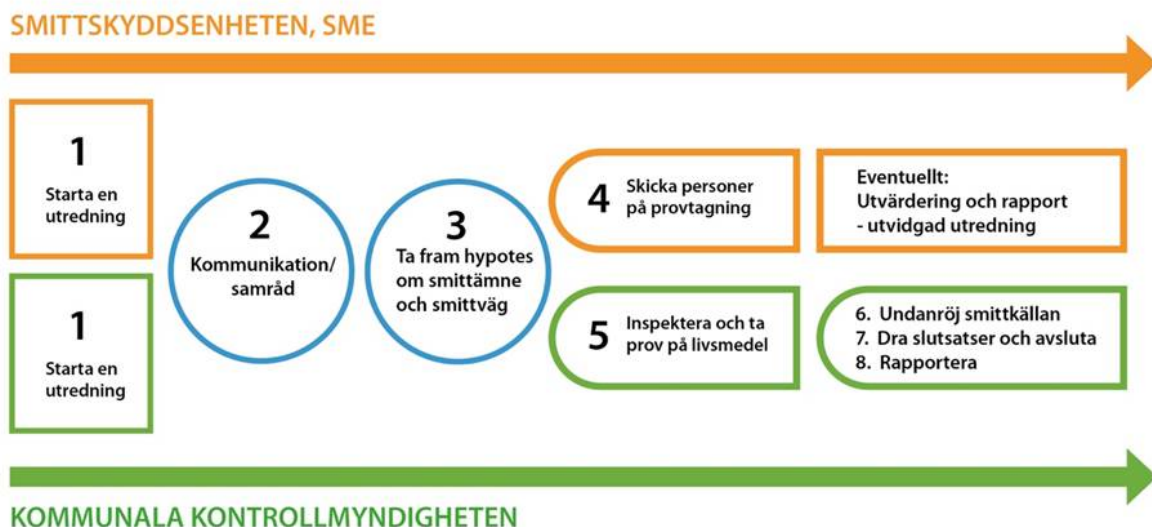 SMITTSKYDDSENHETEN, SME
1
Starta en
utredning
1
Starta en
utredning
2
Kommunikation/
samråd
3
Ta fram hypotes
om smittämne
och smittväg
4
Skicka personer
på provtagning
Eventuellt:
Utvärdering och rapport
- utvidgad utredning
5
Inspektera och ta
prov på livsmedel
6. Undanröj smittkällan
7. Dra slutsatser och avsluta
8. Rapportera
KOMMUNALA KONTROLLMYNDIGHETEN